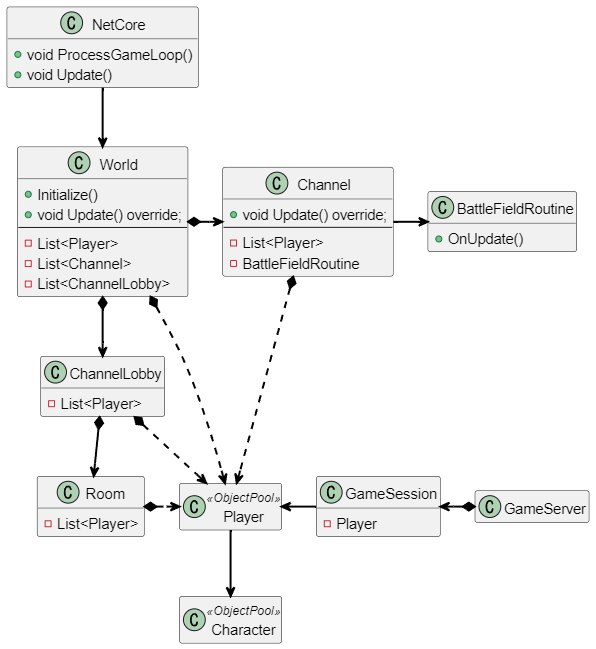 C NetCore
void ProcessGameLoop()
void Update()
C World
Initialize()
void Update() override;
List<Player>
List<Channel>
List<ChannelLobby>
C Channel
void Update() override;
List<Player>
BattleFieldRoutine
C BattleFieldRoutine
OnUpdate()
C ChannelLobby
List<Player>
C Room
List<Player>
C «ObjectPool»
Player
C GameSession
Player
C GameServer
C «ObjectPool»
Character